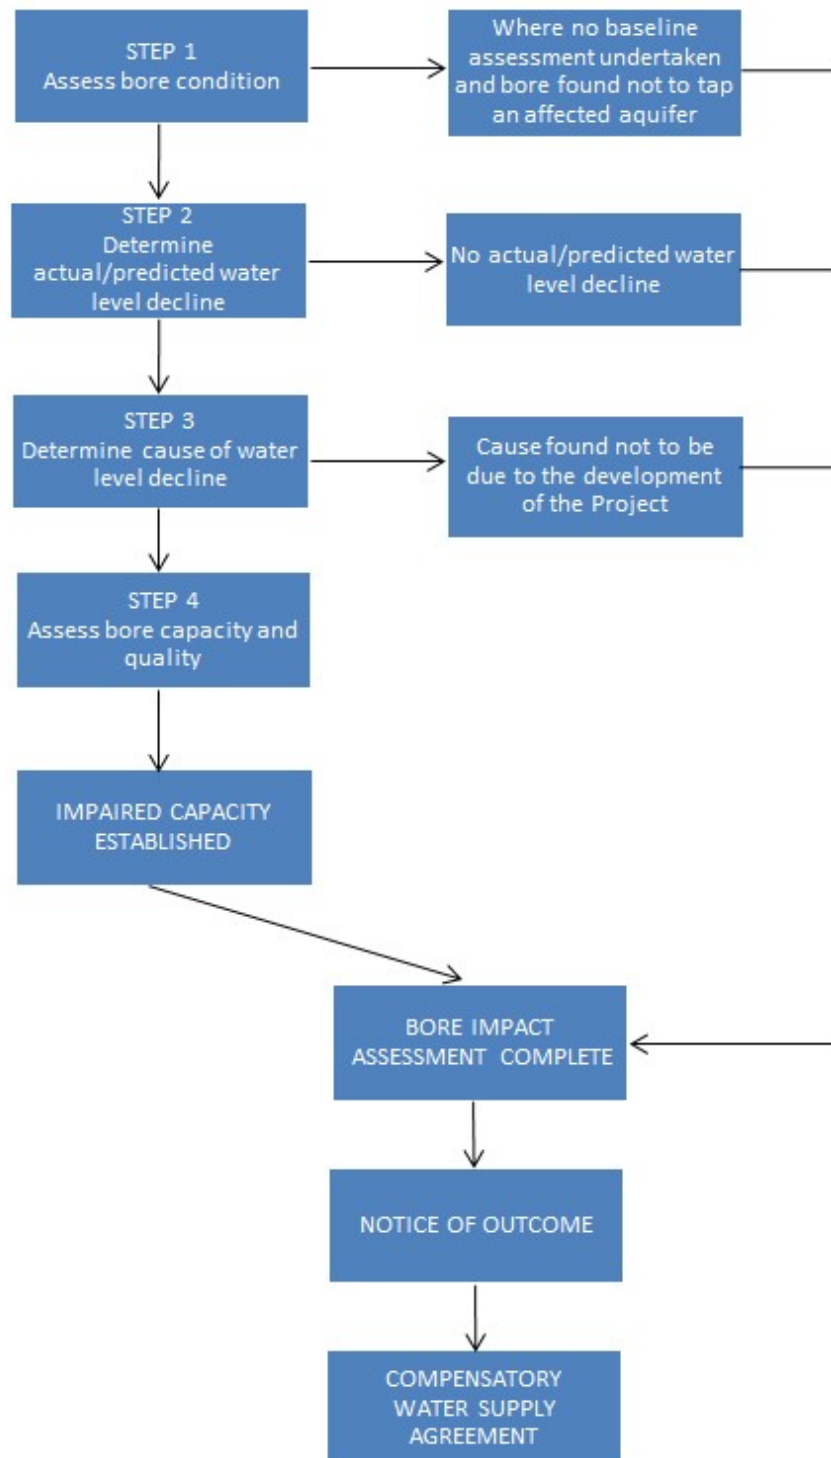 STEP 1
Assess bore condition
Where no baseline
assessment undertaken
and bore found not to tap
an affected aquifer
STEP 2
Determine
actual/predicted water
level decline
No actual/predicted water
level decline
STEP 3
Determine cause of water
level decline
Cause found not to be
due to the development
of the Project
STEP 4
Assess bore capacity and
quality
IMPAIRED CAPACITY
ESTABLISHED
BORE IMPACT
ASSESSMENT COMPLETE
NOTICE OF OUTCOME
COMPENSATORY
WATER SUPPLY
AGREEMENT